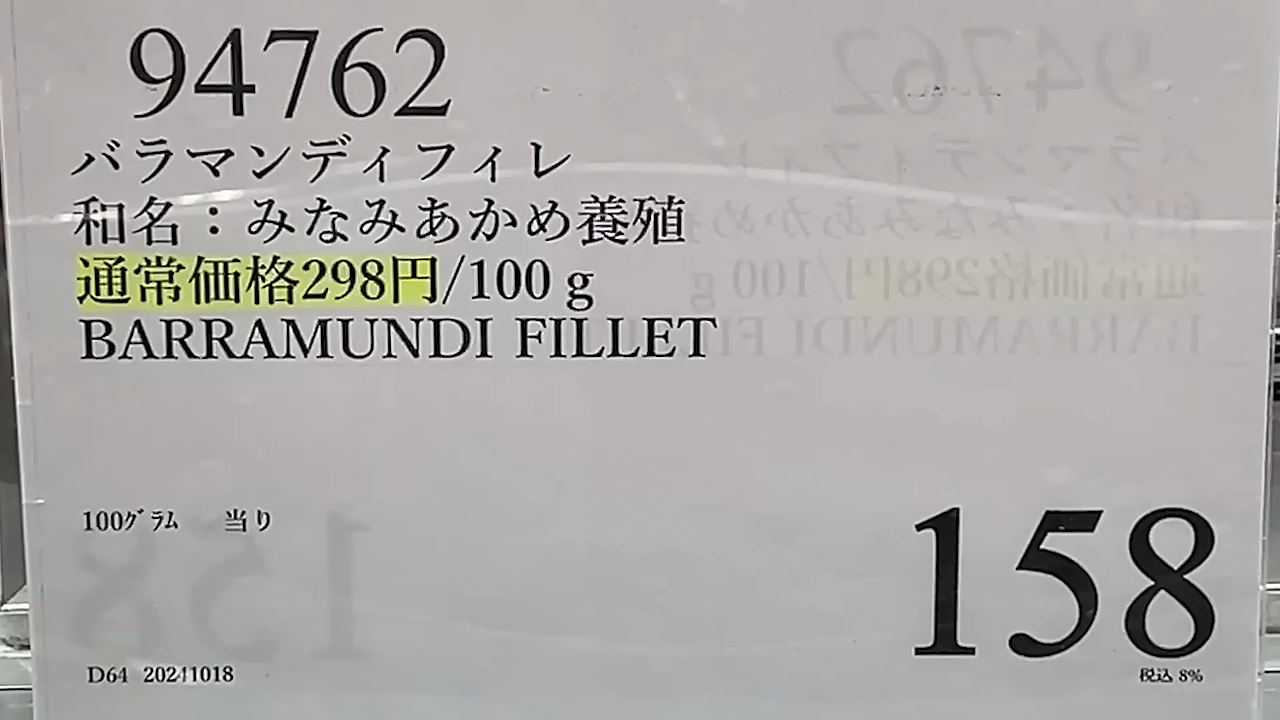 94762
バラマンディフィレ
和名：みなみあかめ養殖
通常価格298円/100 g
BARRAMUNDI FILLET
100ｸﾞﾗﾑ 当り
158
D64 20241018
税込 8%